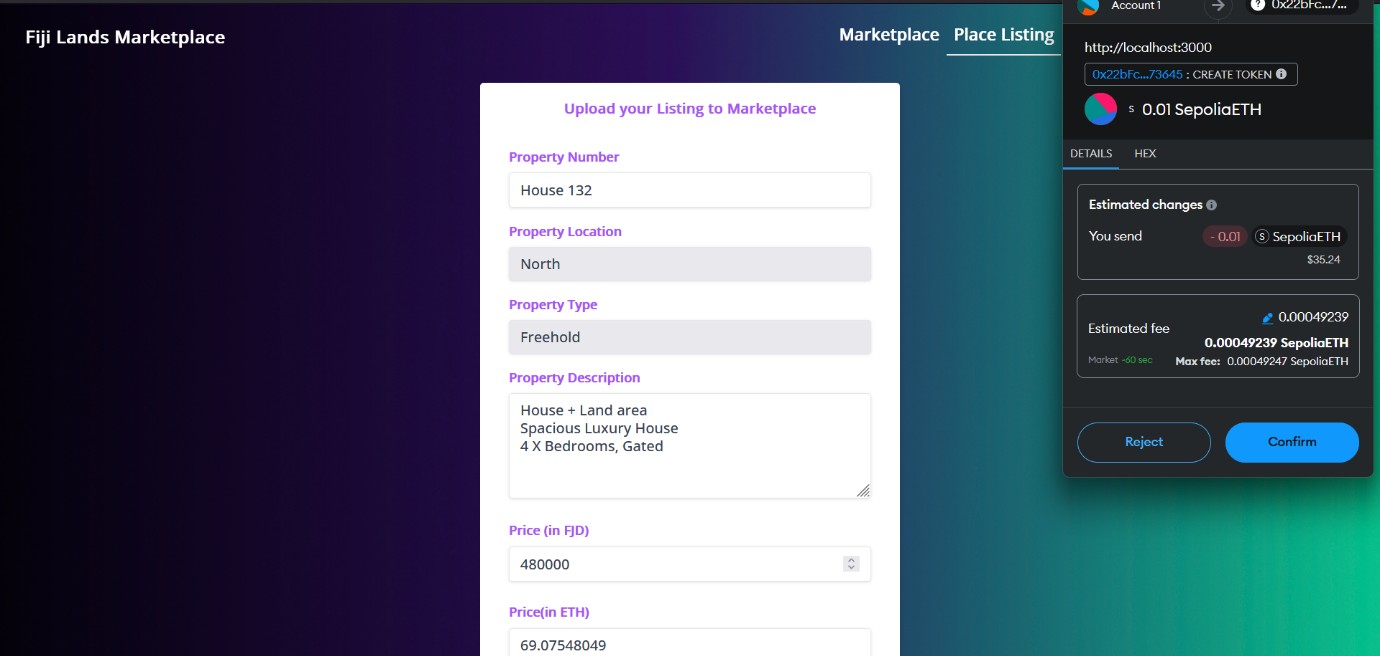 Fiji Lands Marketplace
Marketplace
Place Listing
Upload your Listing to Marketplace
Property Number
House 132
Property Location
North
Property Type
Freehold
Property Description
House + Land area
Spacious Luxury House
4 X Bedrooms, Gated
Price (in FJD)
480000
Price(in ETH)
69.07548049
Account 1
0x22bFc...7...
http://localhost:3000
0x22bFc...73645 : CREATE TOKEN
S 0.01 SepoliaETH
DETAILS HEX
Estimated changes
You send - 0.01 S SepoliaETH
$35.24
0.00049239
Estimated fee
0.00049239 SepoliaETH
Market ~60 sec Max fee: 0.00049247 SepoliaETH
Reject Confirm